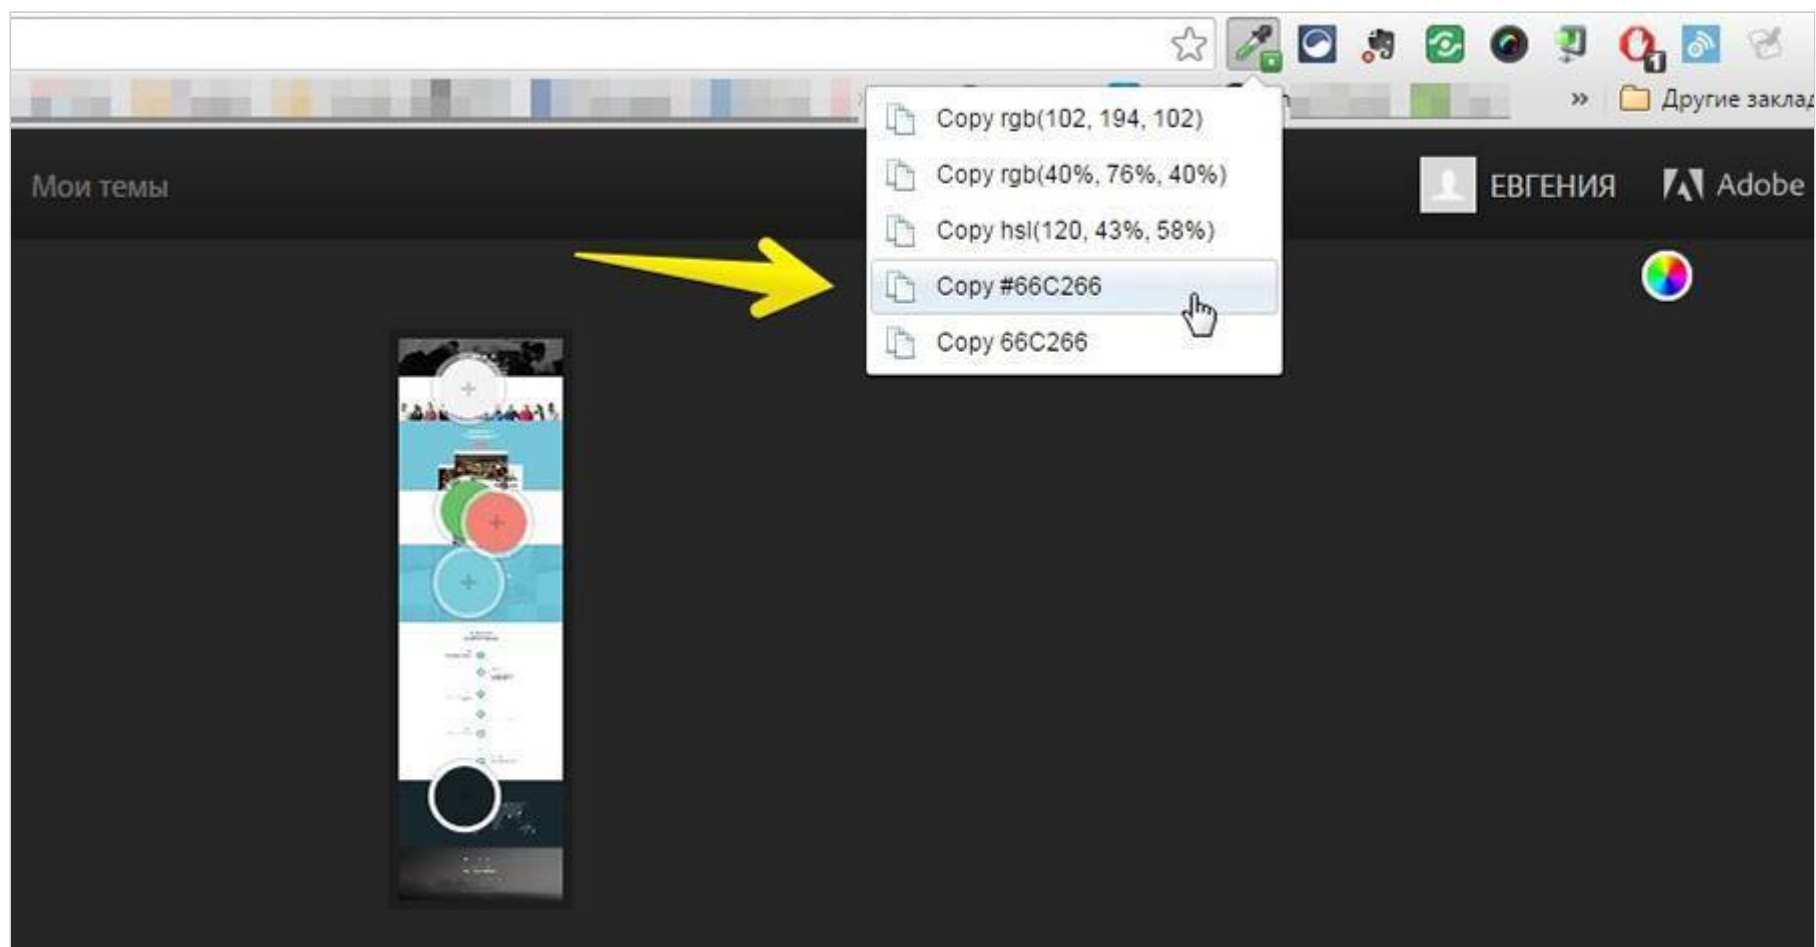 1
Другие заклад
Copy rgb(102, 194, 102)
Copy rgb(40%, 76%, 40%)
Copy hsl(120, 43%, 58%)
Copy #66C266
Copy 66C266
Мои темы
ЕВГЕНИЯ
Adobe